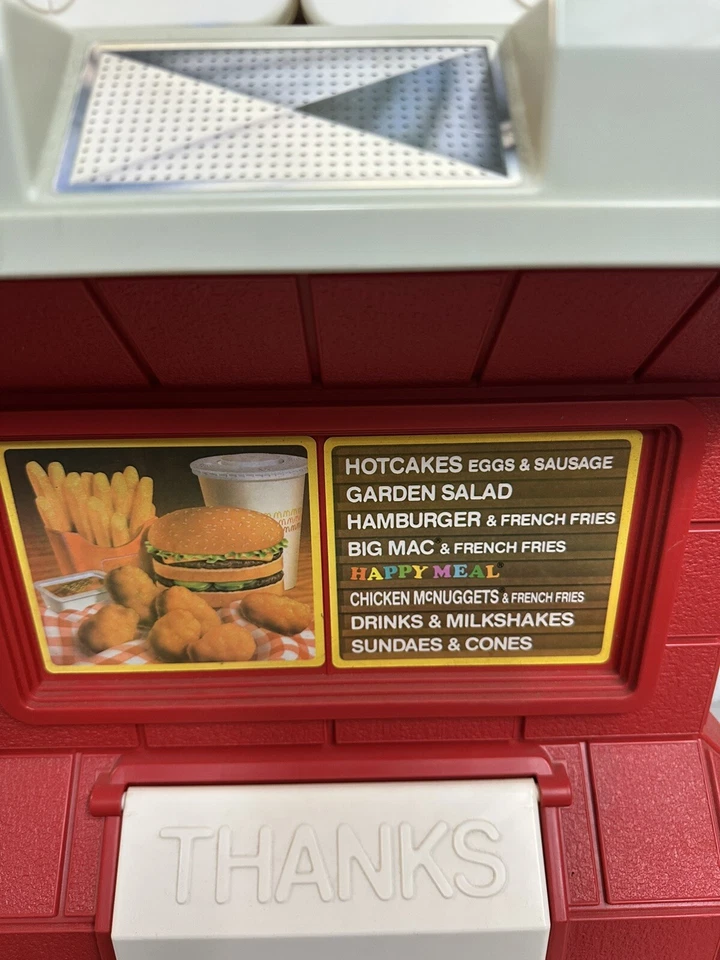 HOTCAKES EGGS & SAUSAGE
GARDEN SALAD
HAMBURGER & FRENCH FRIES
BIG MAC® & FRENCH FRIES
HAPPY MEAL®
CHICKEN McNUGGETS & FRENCH FRIES
DRINKS & MILKSHAKES
SUNDAES & CONES
THANKS